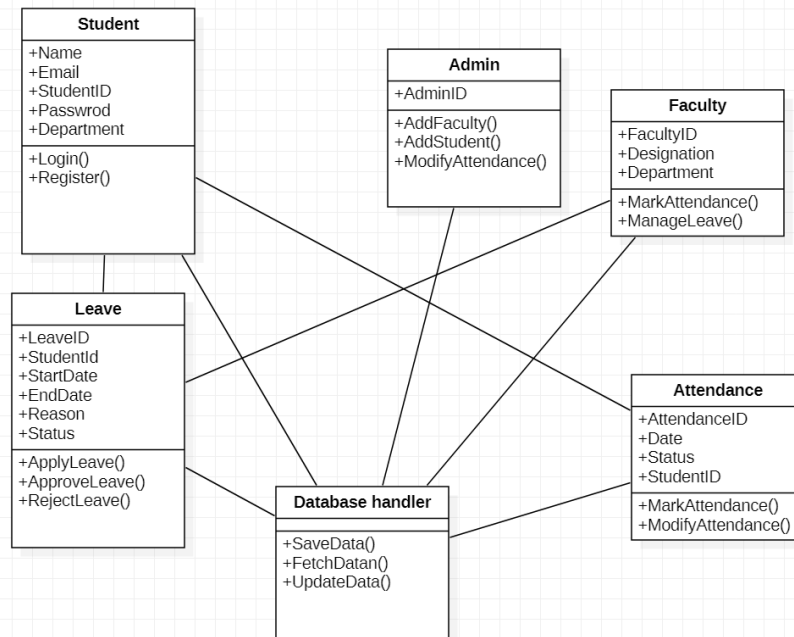 Student
+Name
+Email
+StudentID
+Passwrod
+Department
+Login()
+Register()
Admin
+AdminID
+AddFaculty()
+AddStudent()
+ModifyAttendance()
Faculty
+FacultyID
+Designation
+Department
+MarkAttendance()
+ManageLeave()
Leave
+LeaveID
+StudentId
+StartDate
+EndDate
+Reason
+Status
+ApplyLeave()
+ApproveLeave()
+RejectLeave()
Attendance
+AttendanceID
+Date
+Status
+StudentID
+MarkAttendance()
+ModifyAttendance()
Database handler
+SaveData()
+FetchDatan()
+UpdateData()